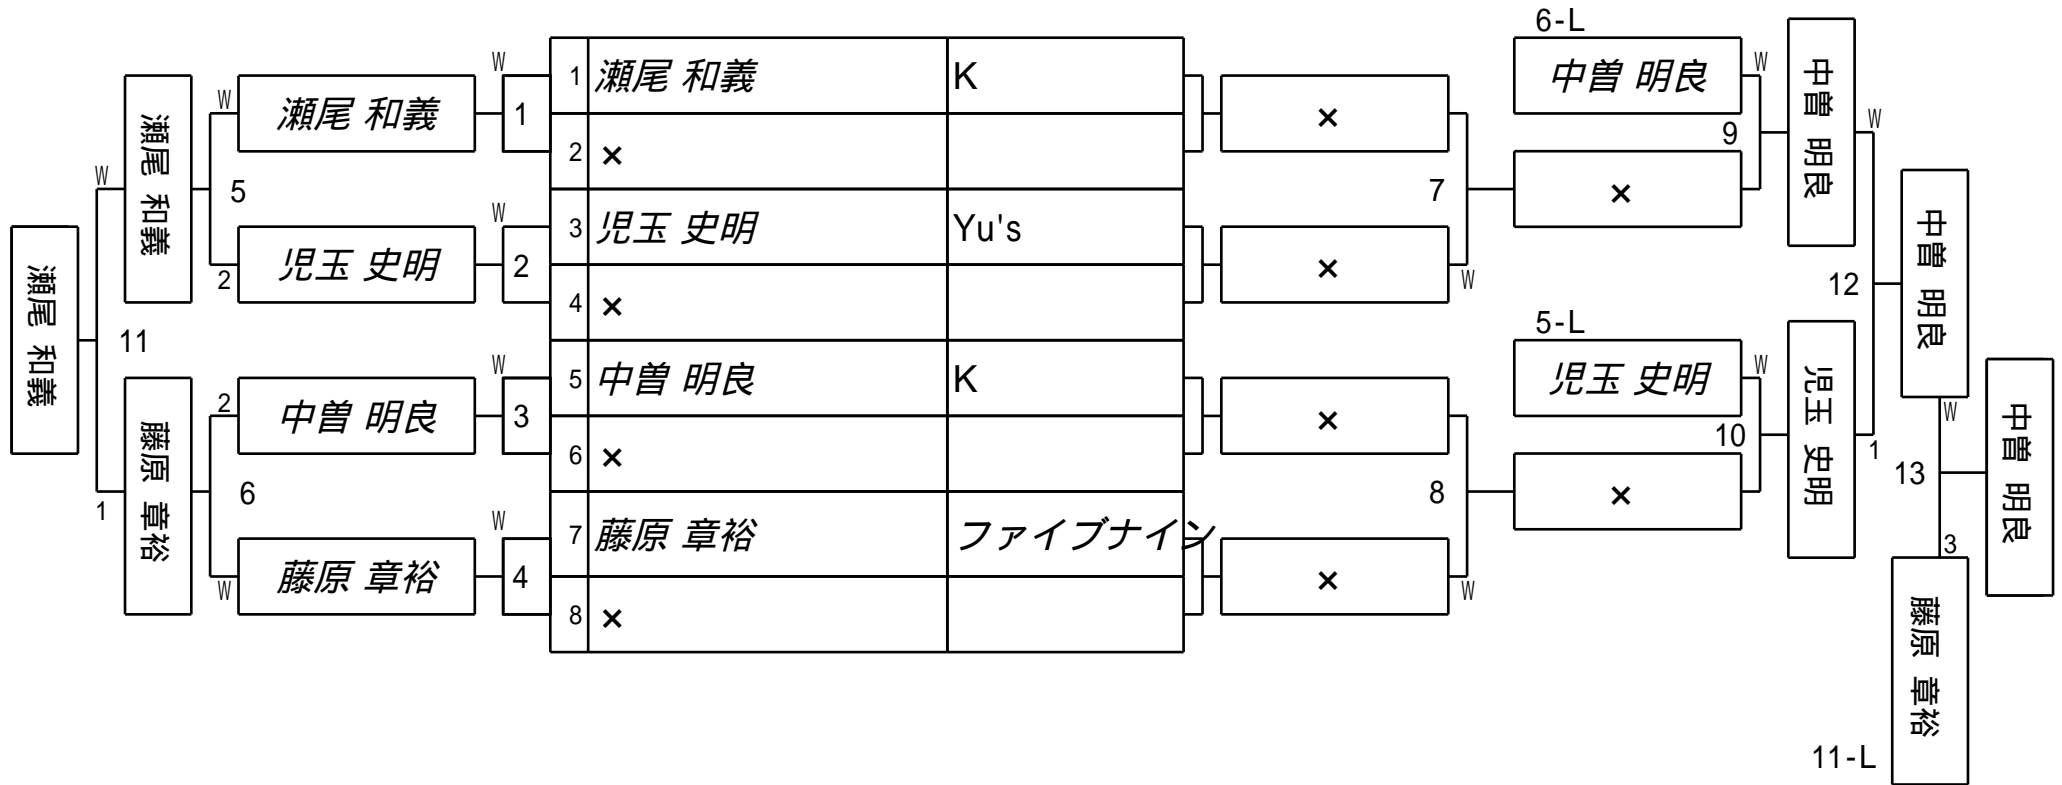 瀬尾 和義
W
11
1
瀬尾 和義
藤原 章裕
W
5
2
2
6
W
瀬尾 和義
児玉 史明
中曽 明良
藤原 章裕
W
1
W
2
W
3
W
4
1 瀬尾 和義 K
2 ×
3 児玉 史明 Yu's
4 ×
5 中曽 明良 K
6 ×
7 藤原 章裕 ファイブナイン
8 ×
×
×
×
×
7
W
8
W
6-L
中曽 明良
W
9
×
5-L
児玉 史明
W
10
×
中曽 明良
児玉 史明
W
12
1
中曽 明良
W
13
3
藤原 章裕
11-L
中曽 明良